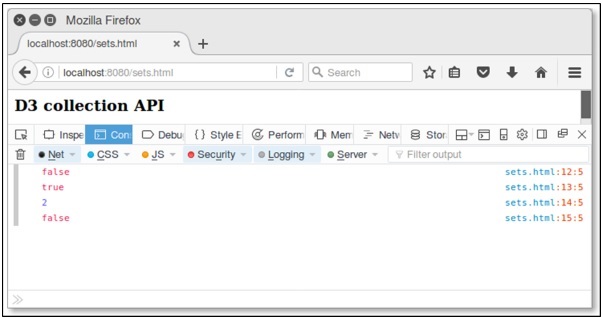 Mozilla Firefox
localhost:8080/sets.html
localhost:8080/sets.html Search
D3 collection API
Inspe Con Debu { } Style E Perform Men Netw Stor
Net CSS JS Security Logging Server Filter output
false sets.html:12:5
true sets.html:13:5
2 sets.html:14:5
false sets.html:15:5